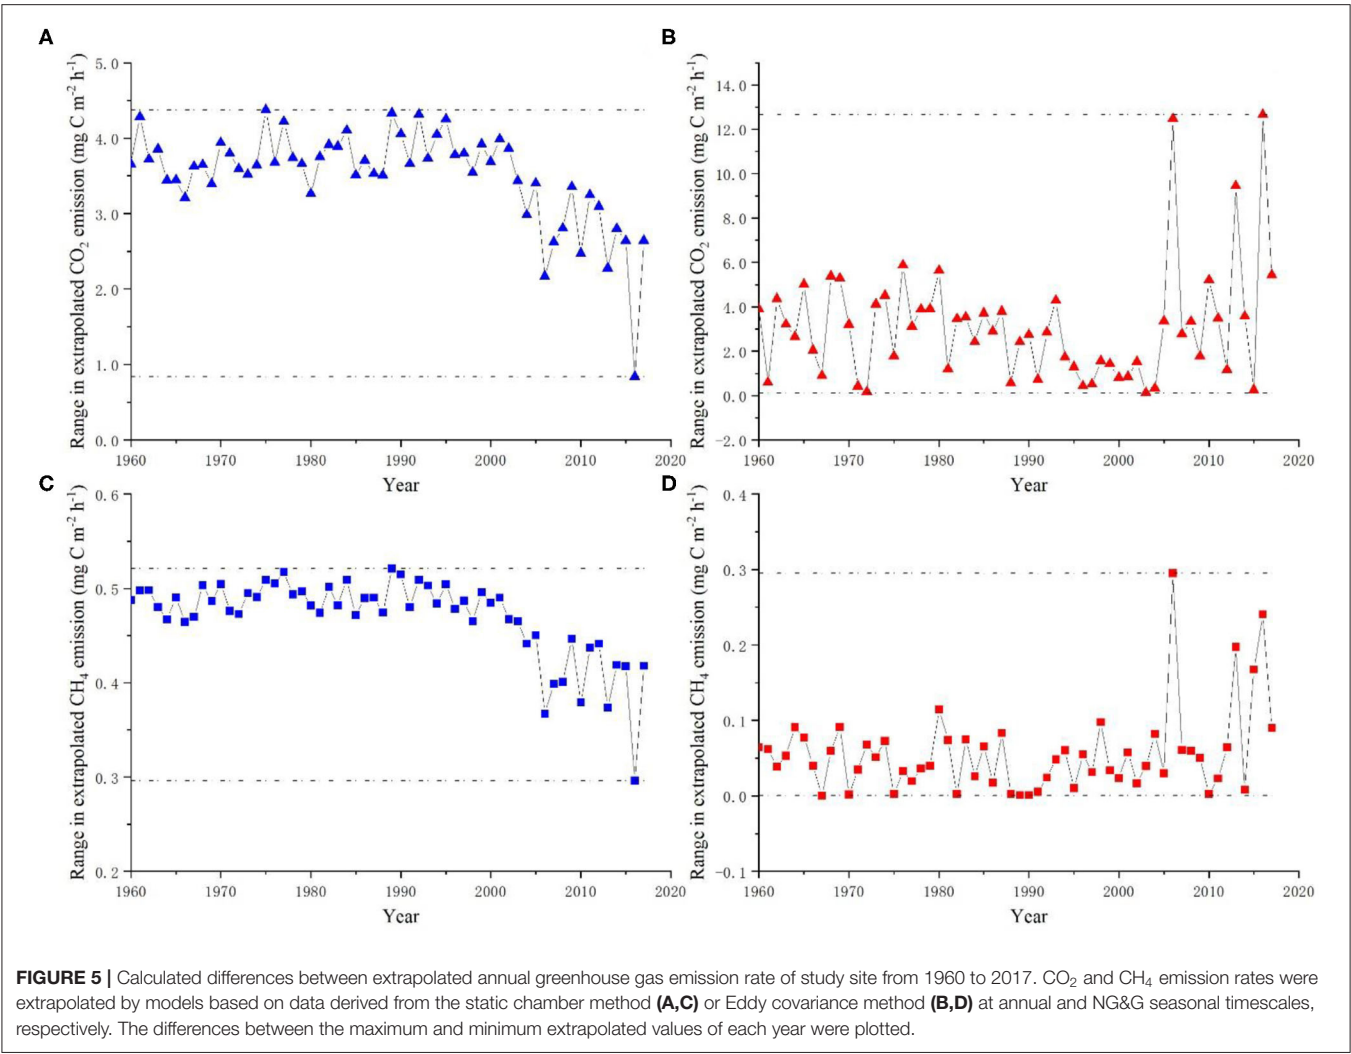 A
Range in extrapolated CO2 emission (mg C m-2 h-1)
5.0
4.0
3.0
2.0
1.0
0.0
1960 1970 1980 1990 2000 2010 2020
Year
B
Range in extrapolated CO2 emission (mg C m-2 h-1)
14.0
12.0
10.0
8.0
6.0
4.0
2.0
0.0
-2.0
1960 1970 1980 1990 2000 2010 2020
Year
C
Range in extrapolated CH4 emission (mg C m-2 h-1)
0.6
0.5
0.4
0.3
0.2
1960 1970 1980 1990 2000 2010 2020
Year
D
Range in extrapolated CH4 emission (mg C m-2 h-1)
0.4
0.3
0.2
0.1
0.0
-0.1
1960 1970 1980 1990 2000 2010 2020
Year
FIGURE 5 | Calculated differences between extrapolated annual greenhouse gas emission rate of study site from 1960 to 2017. CO2 and CH4 emission rates were
extrapolated by models based on data derived from the static chamber method (A,C) or Eddy covariance method (B,D) at annual and NG&G seasonal timescales,
respectively. The differences between the maximum and minimum extrapolated values of each year were plotted.